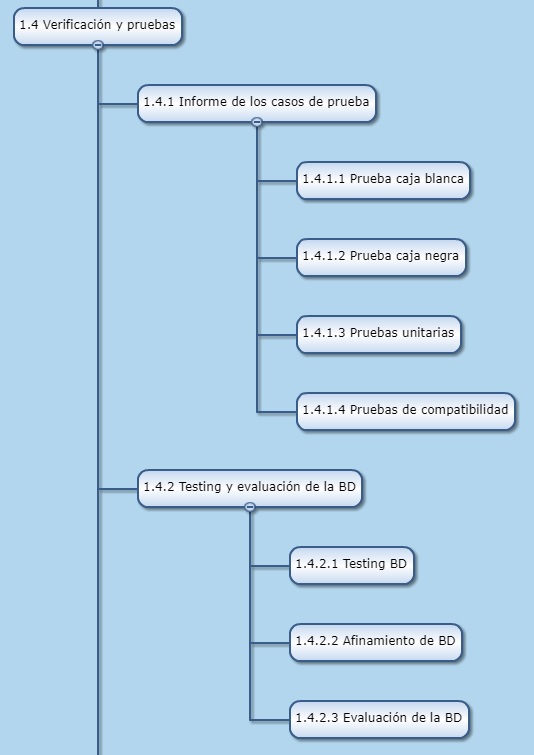 1.4 Verificación y pruebas
1.4.1 Informe de los casos de prueba
1.4.1.1 Prueba caja blanca
1.4.1.2 Prueba caja negra
1.4.1.3 Pruebas unitarias
1.4.1.4 Pruebas de compatibilidad
1.4.2 Testing y evaluación de la BD
1.4.2.1 Testing BD
1.4.2.2 Afinamiento de BD
1.4.2.3 Evaluación de la BD